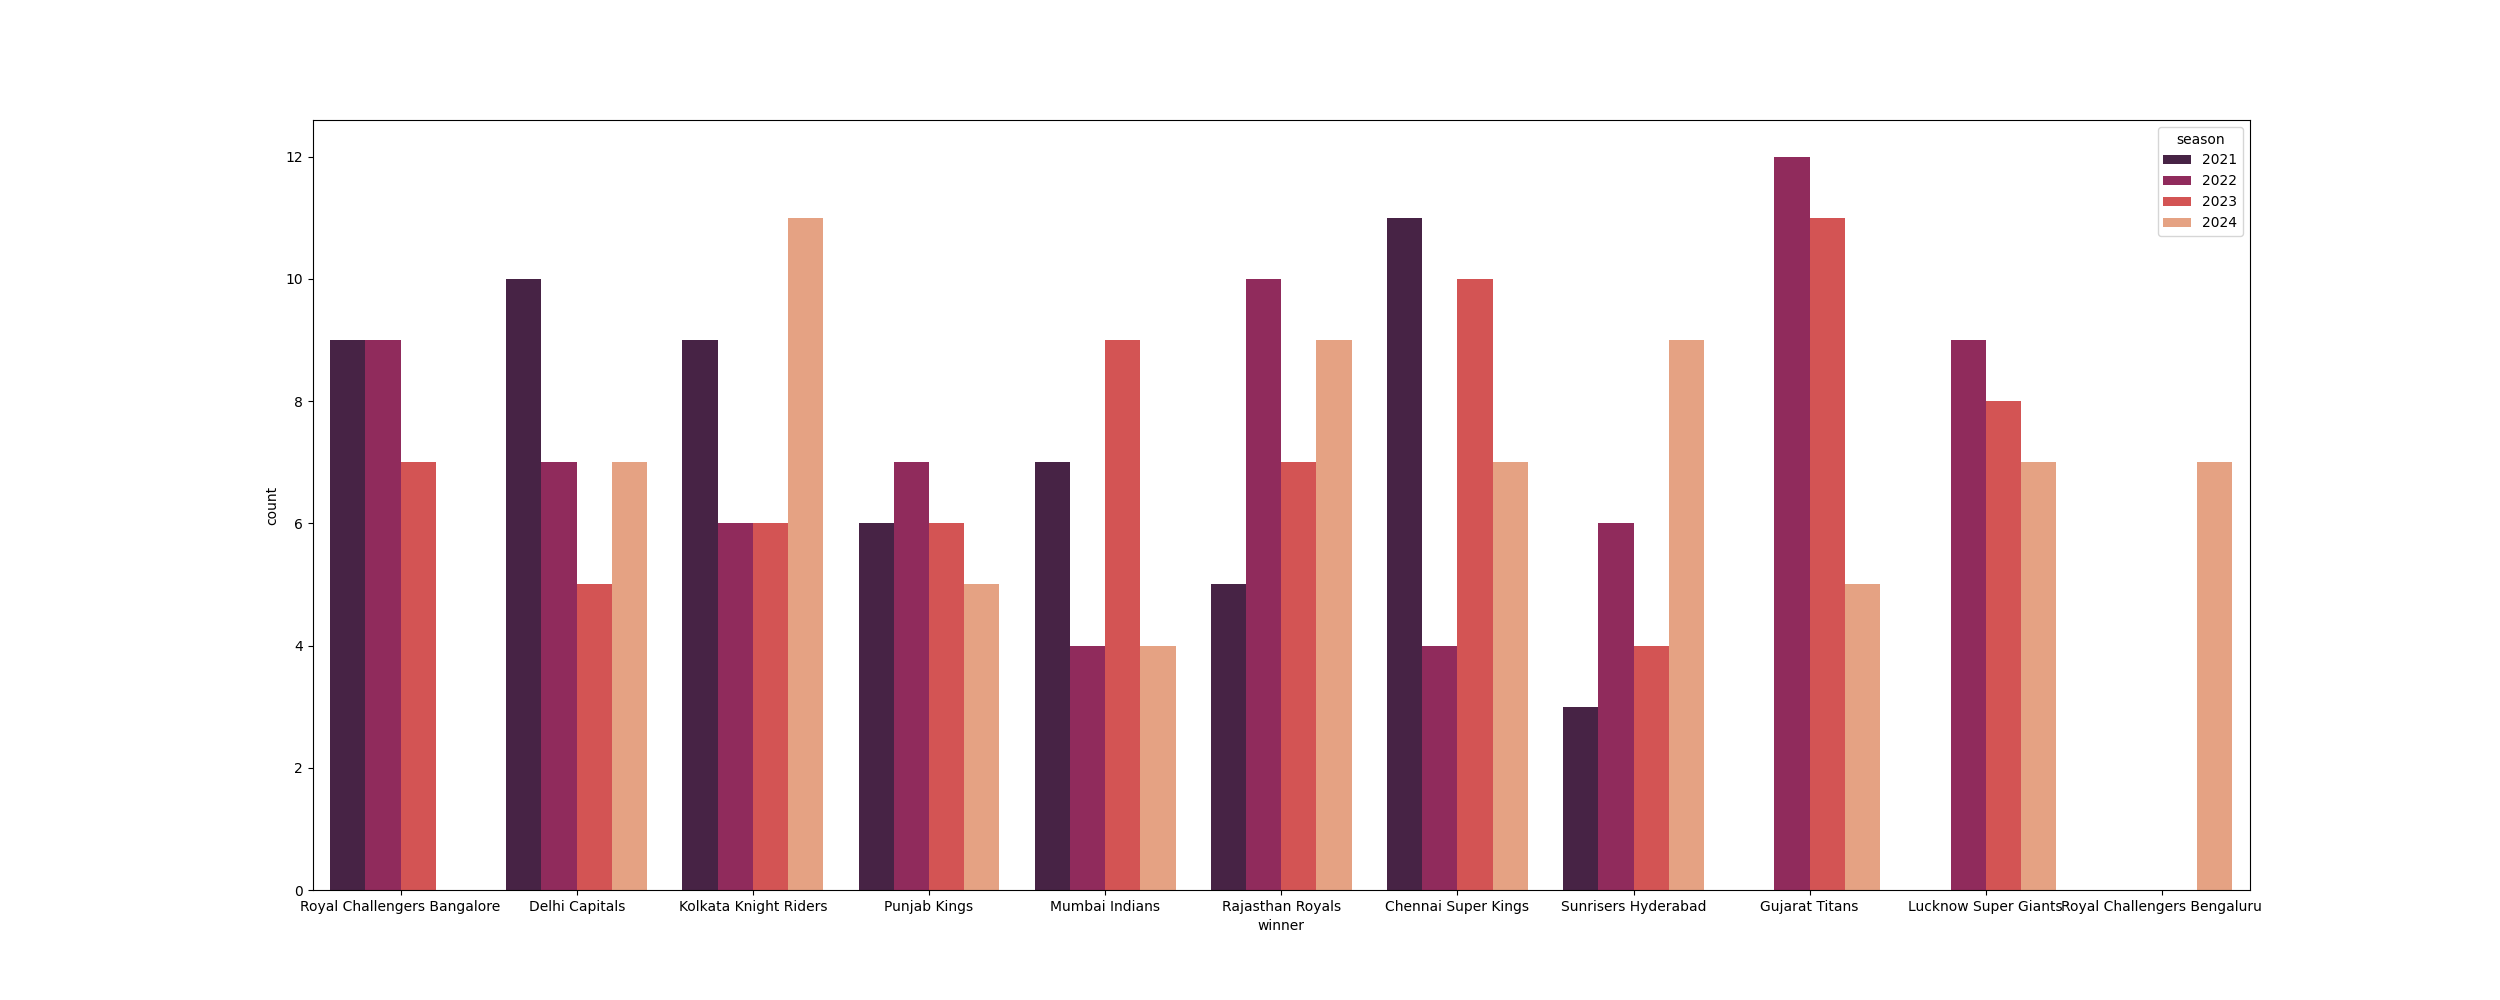 season
2021
2022
2023
2024
12
10
8
6
4
2
0
count
Royal Challengers Bangalore
Delhi Capitals
Kolkata Knight Riders
Punjab Kings
Mumbai Indians
Rajasthan Royals
Chennai Super Kings
Sunrisers Hyderabad
Gujarat Titans
Lucknow Super Giants
Royal Challengers Bengaluru
winner